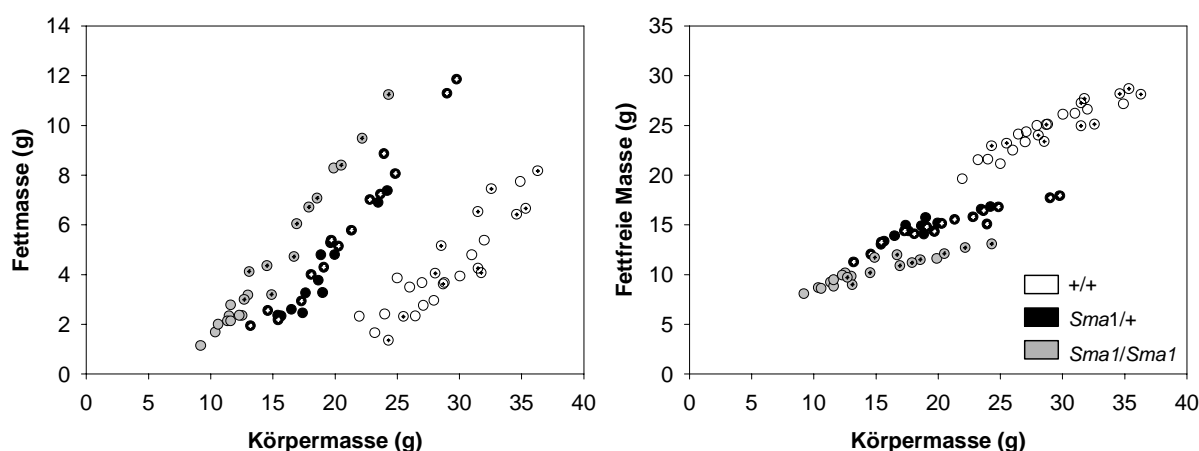 Fettmasse (g)
14
12
10
8
6
4
2
0
0 5 10 15 20 25 30 35 40
Körpermasse (g)
Fettfreie Masse (g)
35
30
25
20
15
10
5
0
0 5 10 15 20 25 30 35 40
Körpermasse (g)
+/+
Sma1/+
Sma1/Sma1